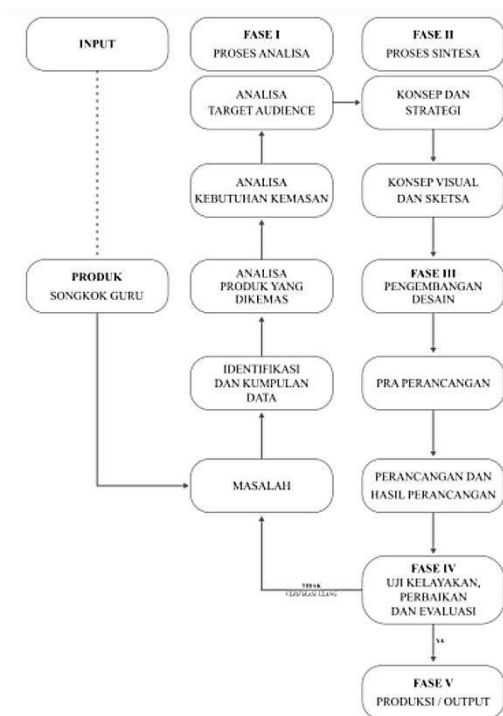 INPUT
FASE I
PROSES ANALISA
FASE II
PROSES SINTESA
ANALISA
TARGET AUDIENCE
KONSEP DAN
STRATEGI
ANALISA
KEBUTUHAN KEMASAN
KONSEP VISUAL
DAN SKETSA
PRODUK
SONGKOK GURU
ANALISA
PRODUK YANG
DIKEMAS
FASE III
PENGEMBANGAN
DESAIN
IDENTIFIKASI
DAN KUMPULAN
DATA
PRA PERANCANGAN
MASALAH
PERANCANGAN DAN
HASIL PERANCANGAN
FASE IV
UJI KELAYAKAN,
PERBAIKAN
DAN EVALUASI
TIDAK
YA
FASE V
PRODUKSI / OUTPUT